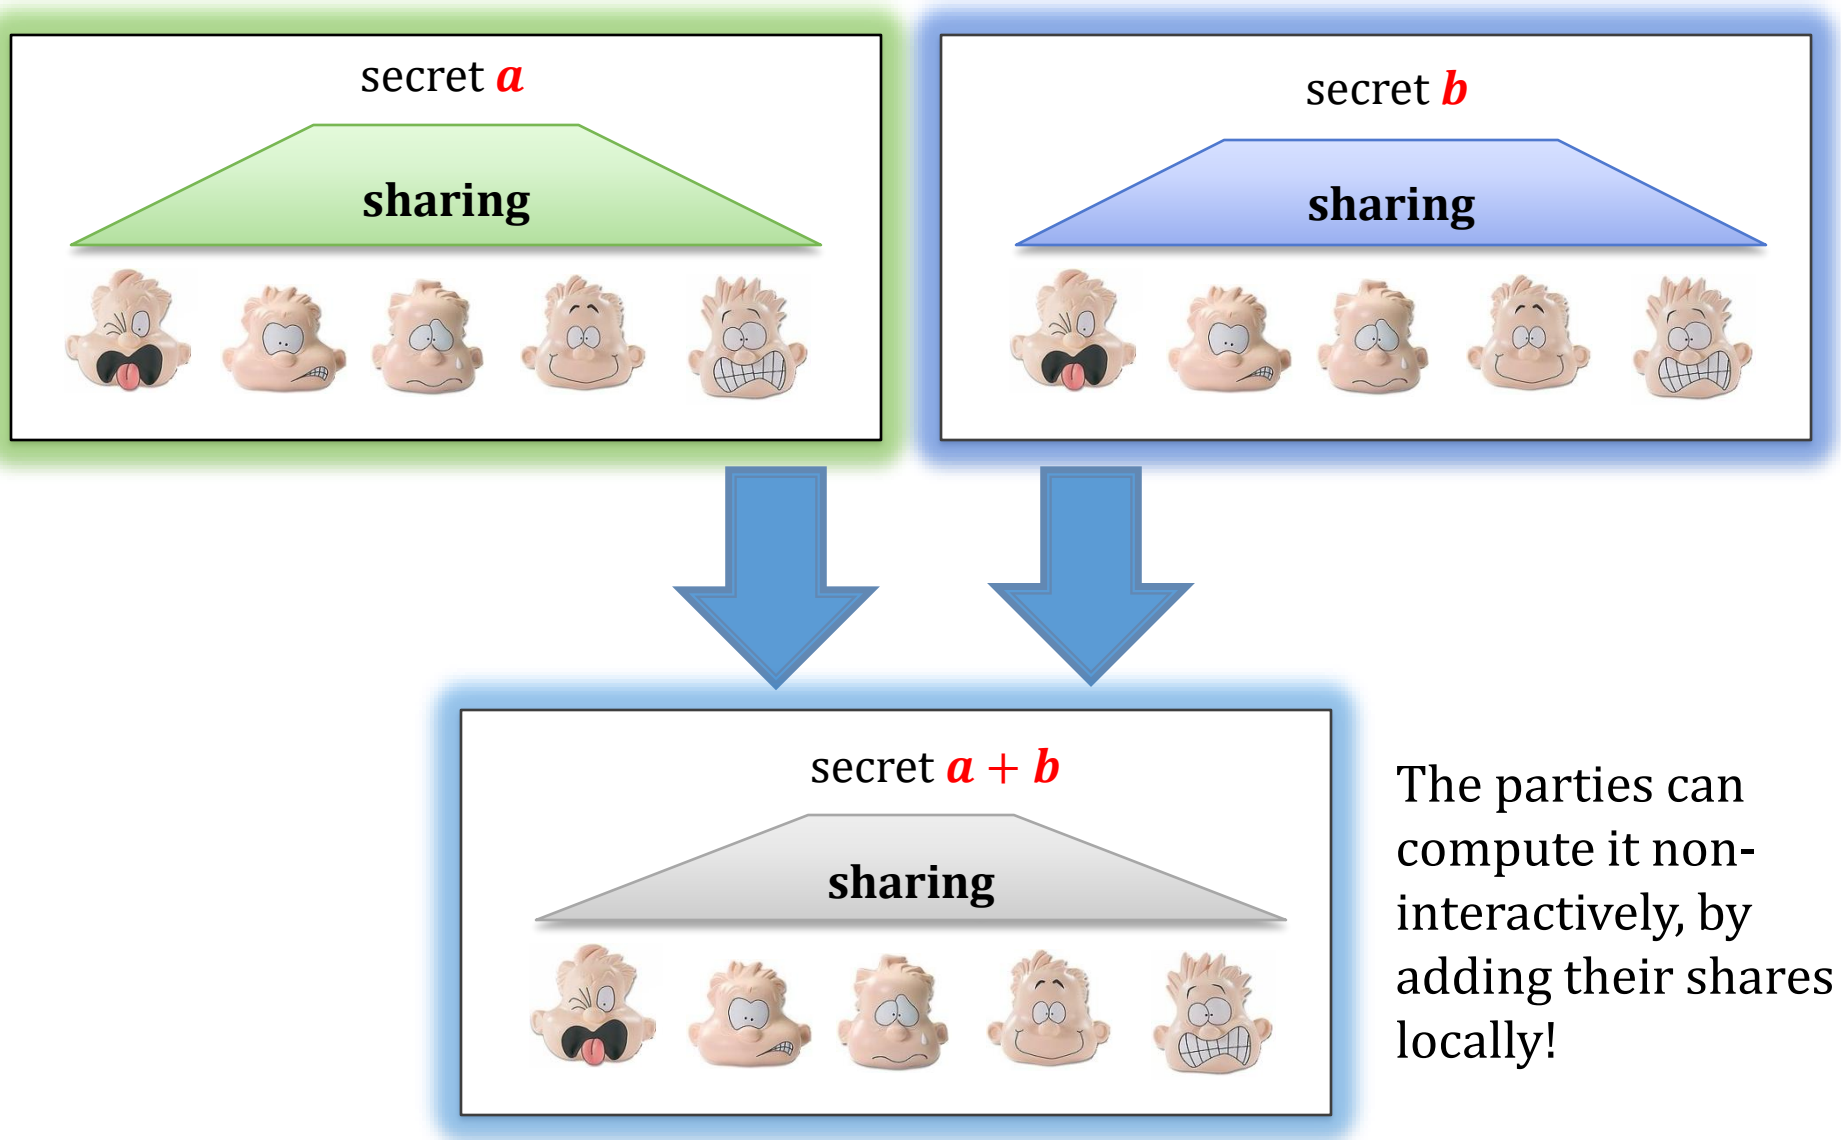 secret a
sharing
secret b
sharing
secret a + b
sharing
The parties can
compute it non-
interactively, by
adding their shares
locally!